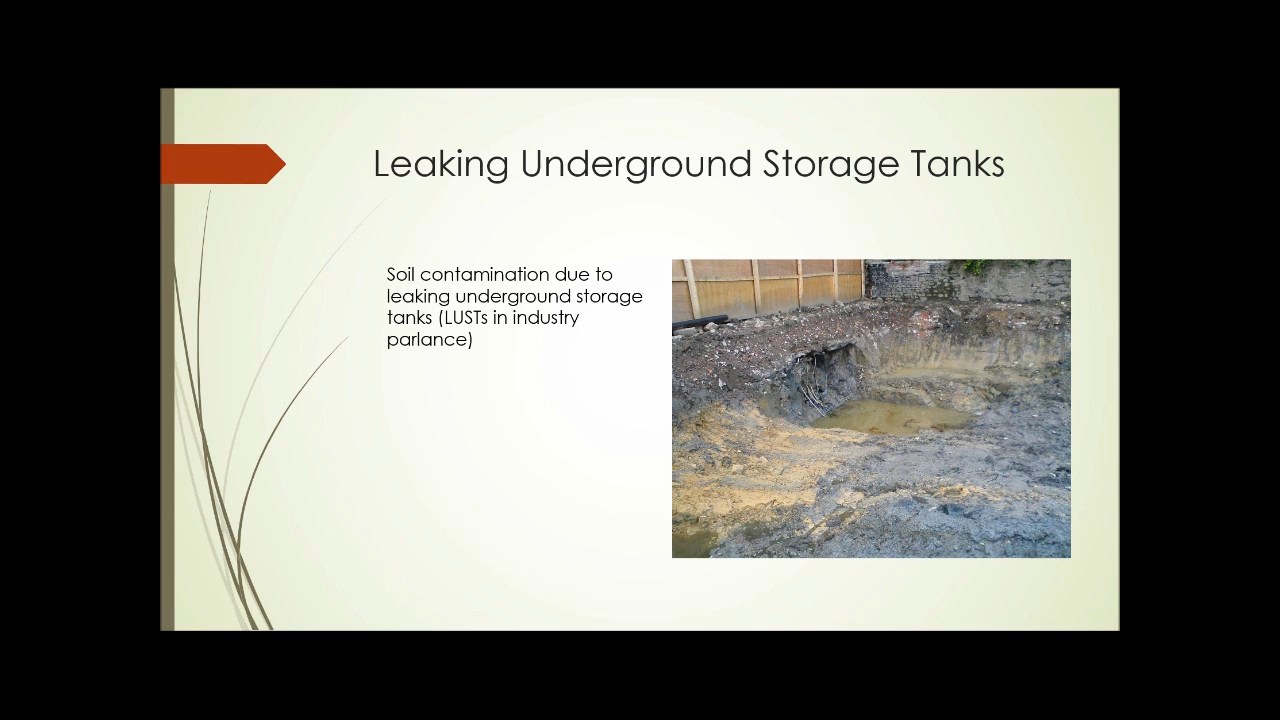 Leaking Underground Storage Tanks
Soil contamination due to
leaking underground storage
tanks (LUSTs in industry
parlance)